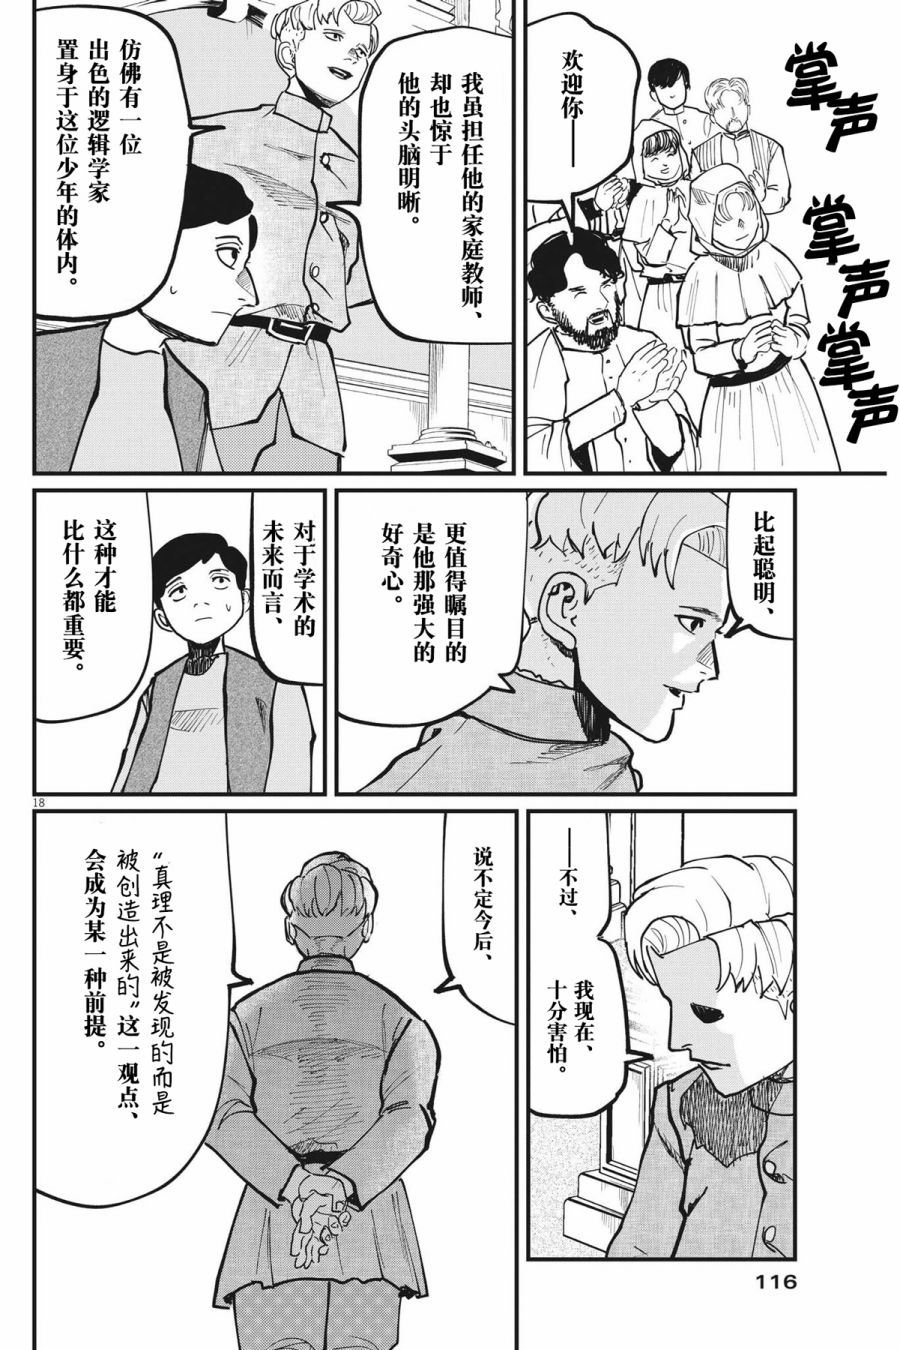 欢迎你——
掌声
掌声
掌声
我虽担任他的家庭教师、
却也惊于
他的头脑明晰。
仿佛有一位
出色的逻辑学家
置身于这位少年的体内。
比起聪明、
更值得瞩目的
是他那强大的
好奇心。
对于学术的
未来而言、
这种才能
比什么都重要。
18
——不过、
我现在、
十分害怕。
说不定今后、
“真理不是被发现的而是
被创造出来的”这一观点、
会成为某一种前提。
116